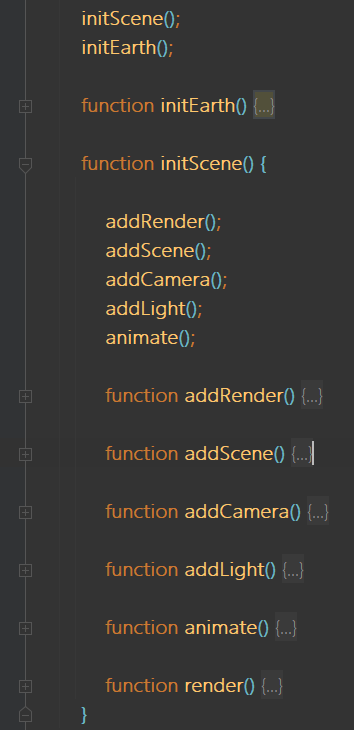 initScene();
initEarth();
function initEarth() {...}
function initScene() {
addRender();
addScene();
addCamera();
addLight();
animate();
function addRender() {...}
function addScene() {...}
function addCamera() {...}
function addLight() {...}
function animate() {...}
function render() {...}
}